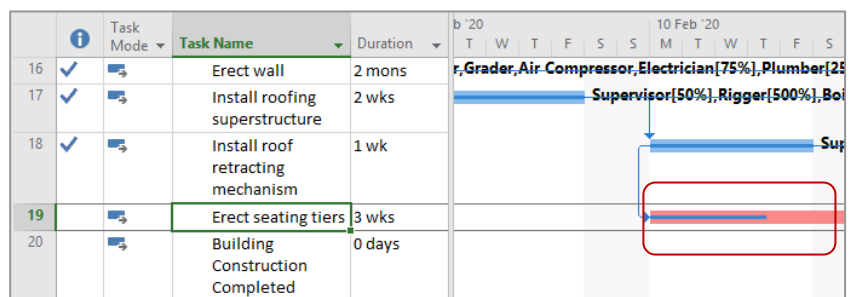 b '20 10 Feb '20
Task Mode Task Name Duration T W T F S S M T W T F S
16 Erect wall 2 mons r,Grader,Air Compressor,Electrician[75%],Plumber[25
17 Install roofing 2 wks Supervisor[50%],Rigger[500%],Boi
superstructure
18 Install roof 1 wk Sup
retracting
mechanism
19 Erect seating tiers 3 wks
20 Building 0 days
Construction
Completed